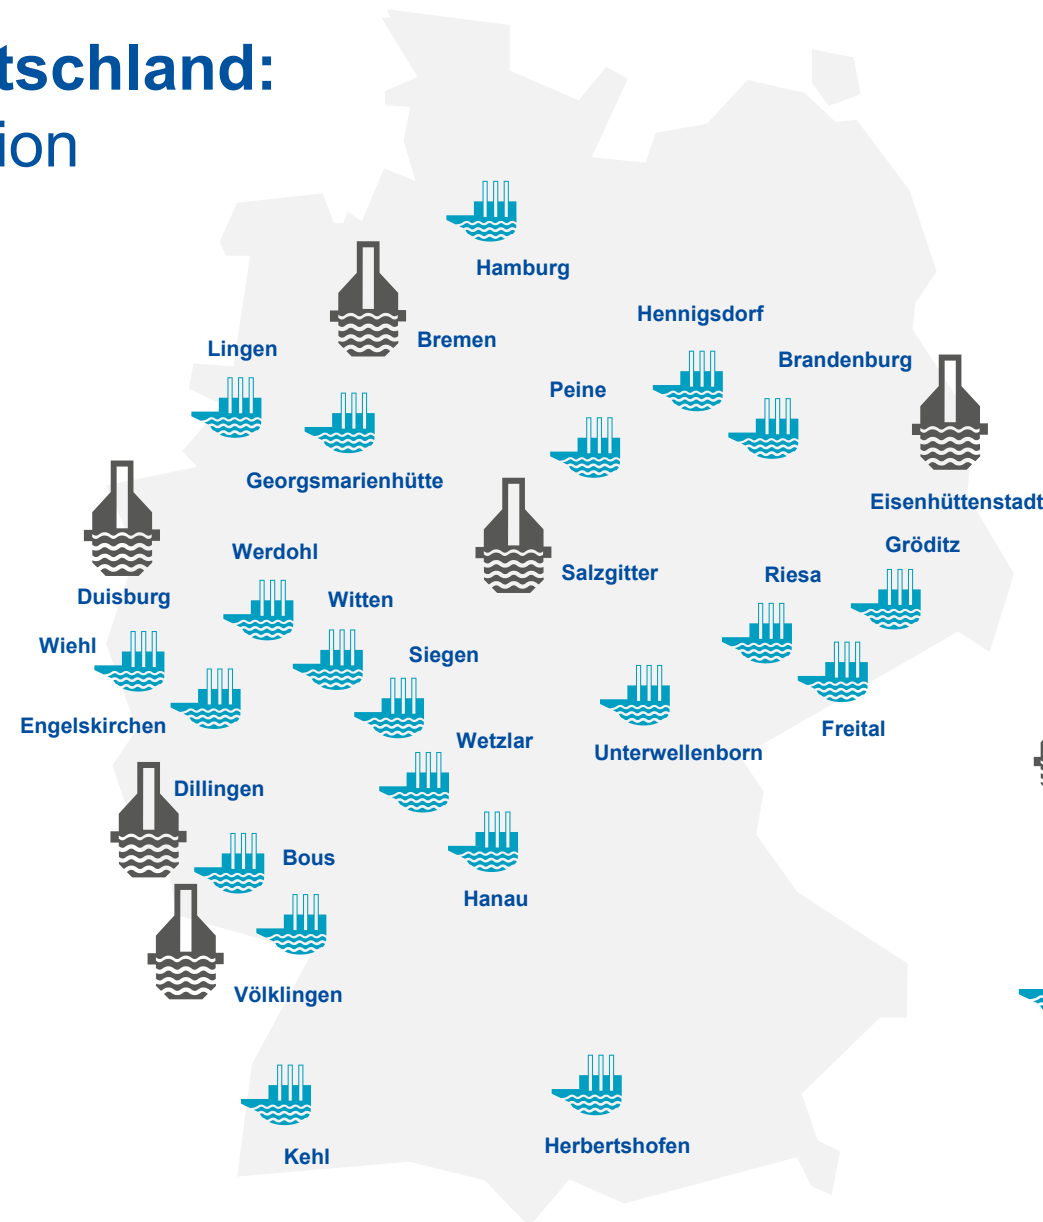 tschland:
ion
Hamburg
Hennigsdorf
Bremen
Lingen
Brandenburg
Peine
Georgsmarienhütte
Eisenhüttenstadt
Gröditz
Werdohl
Salzgitter
Riesa
Duisburg
Witten
Wiehl
Siegen
Engelskirchen
Freital
Wetzlar
Unterwellenborn
Dillingen
Bous
Hanau
Völklingen
Herbertshofen
Kehl